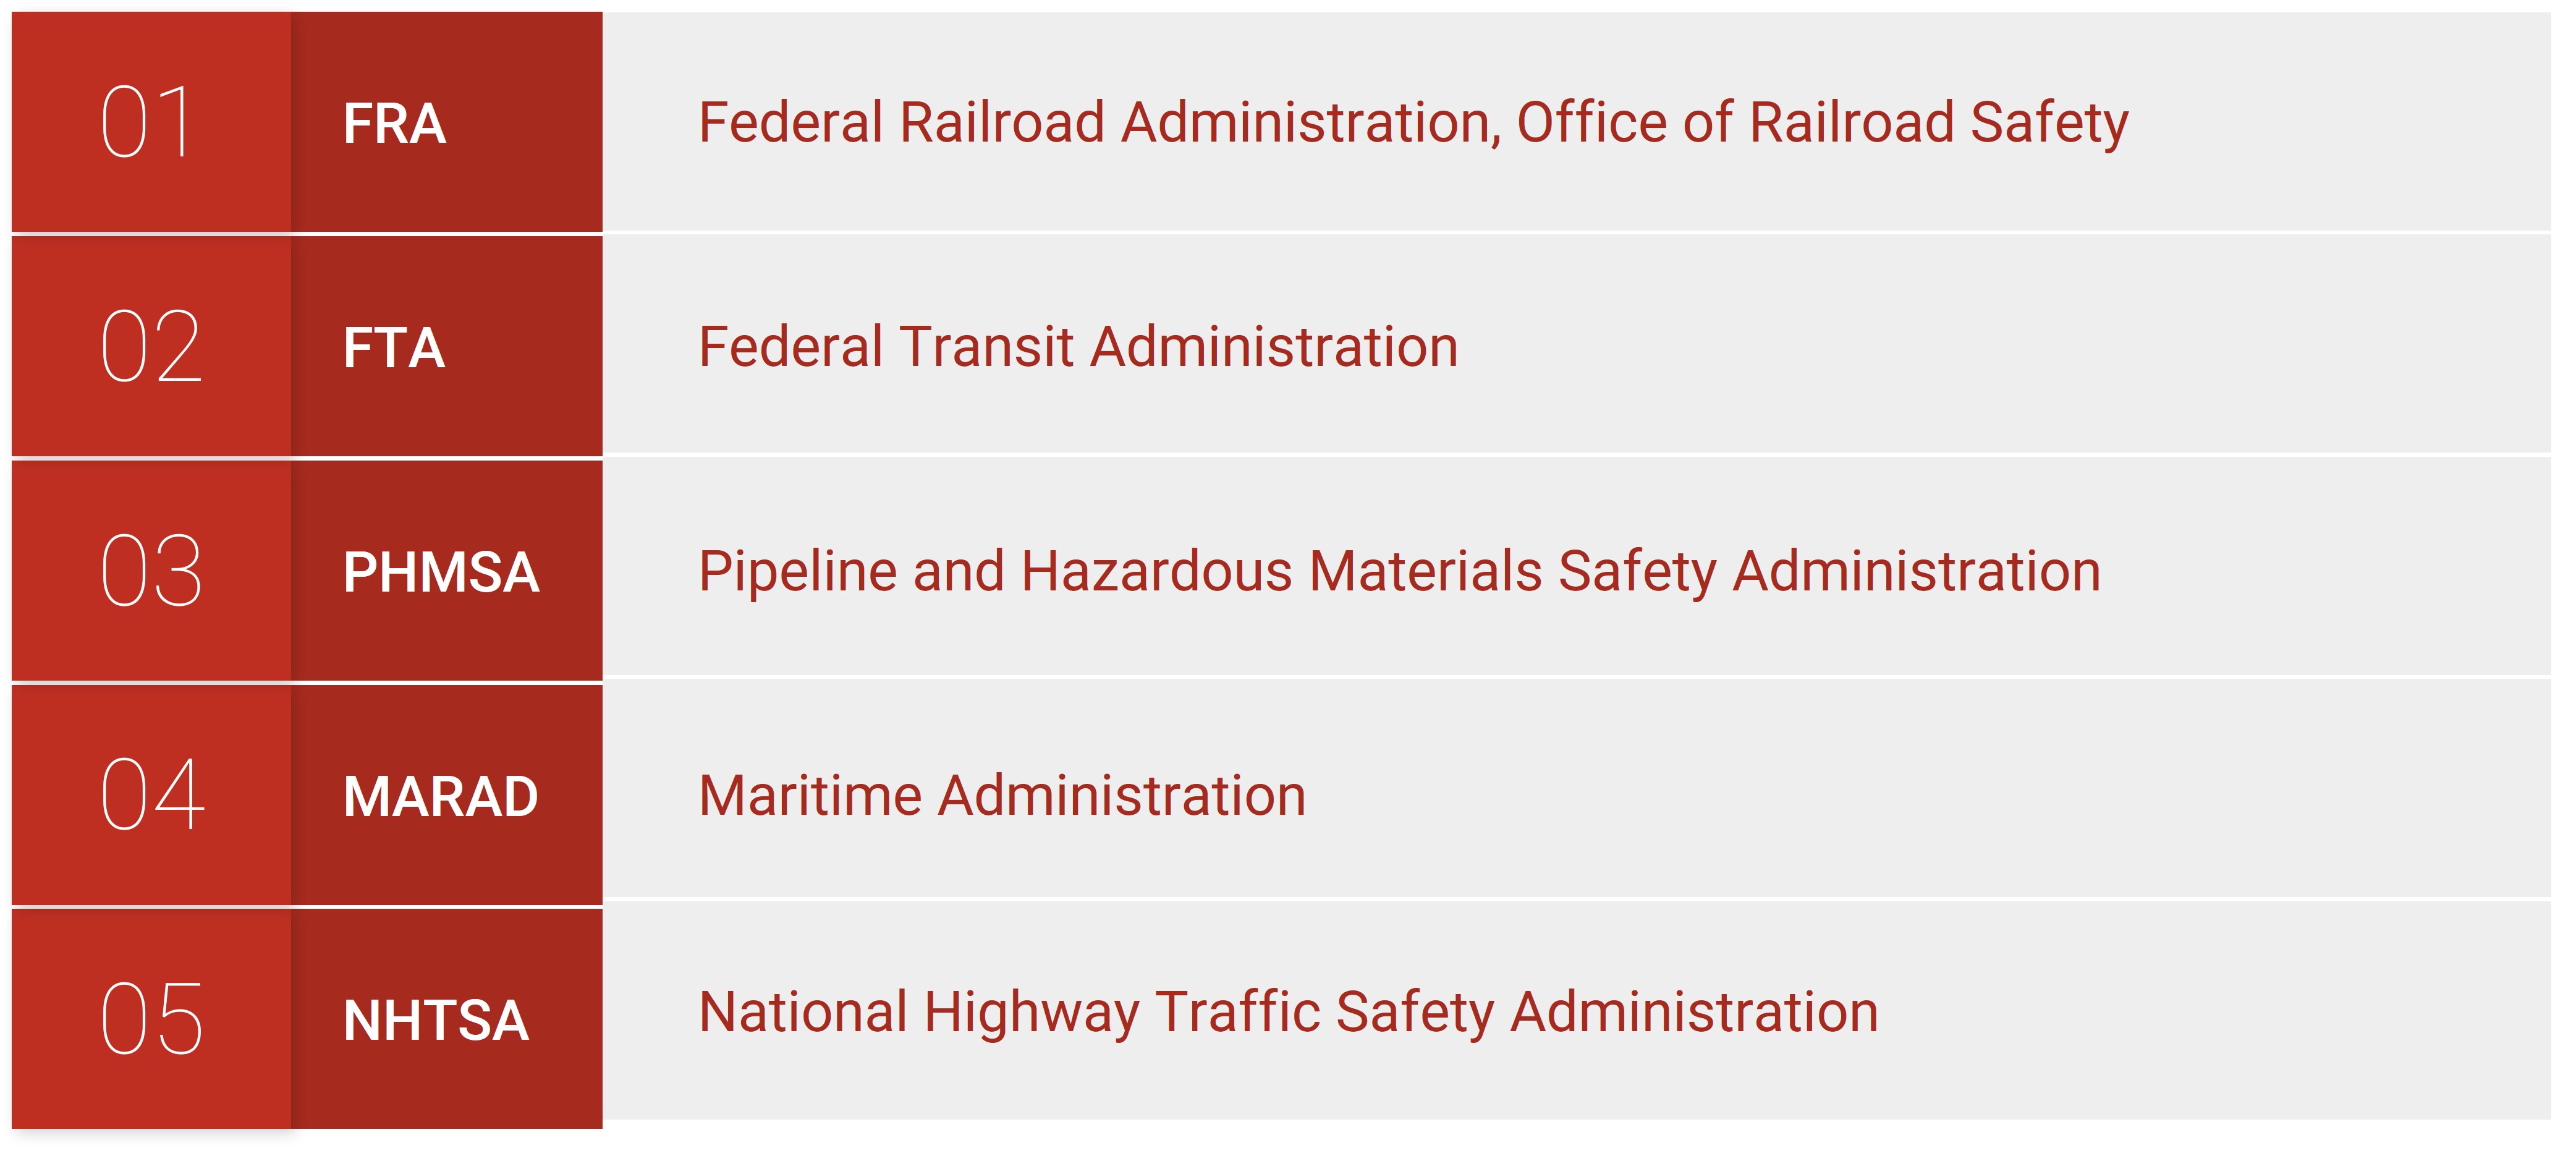 01 FRA Federal Railroad Administration, Office of Railroad Safety
02 FTA Federal Transit Administration
03 PHMSA Pipeline and Hazardous Materials Safety Administration
04 MARAD Maritime Administration
05 NHTSA National Highway Traffic Safety Administration